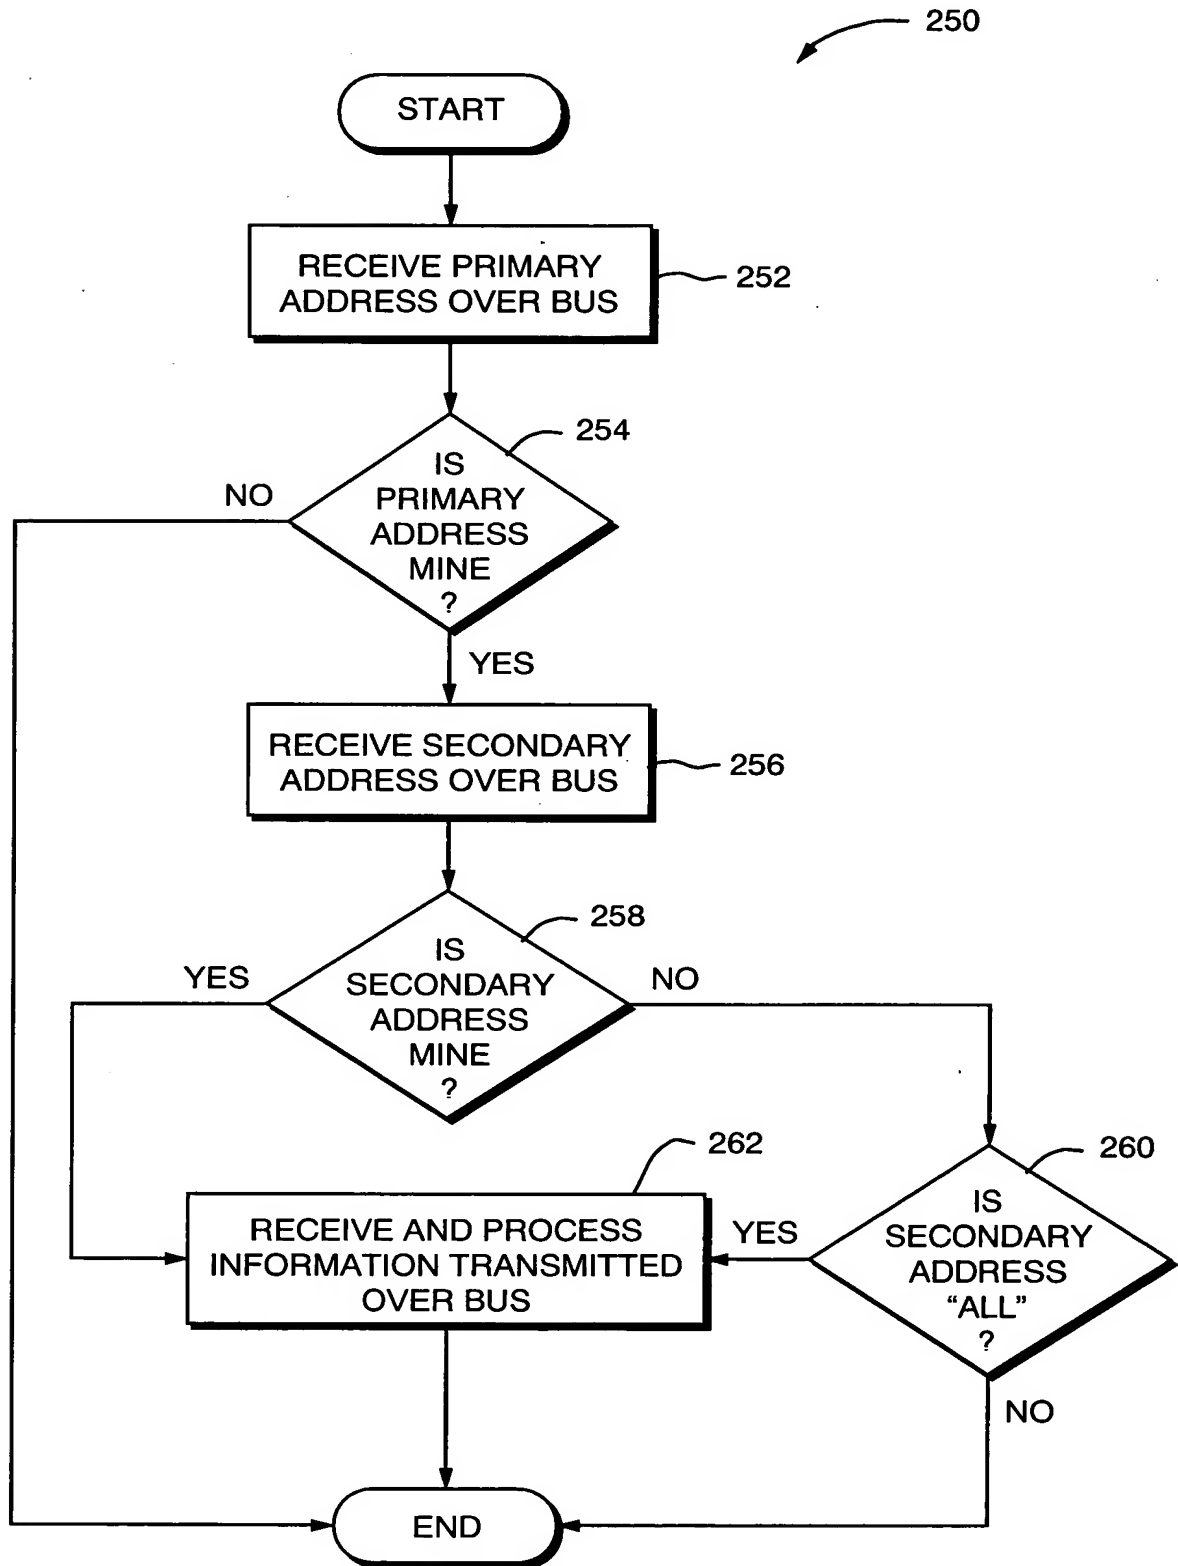 250
START
RECEIVE PRIMARY
ADDRESS OVER BUS
252
254
IS
PRIMARY
ADDRESS
MINE
?
NO
YES
RECEIVE SECONDARY
ADDRESS OVER BUS
256
258
IS
SECONDARY
ADDRESS
MINE
?
YES
NO
262
RECEIVE AND PROCESS
INFORMATION TRANSMITTED
OVER BUS
260
IS
SECONDARY
ADDRESS
“ALL”
?
YES
NO
END